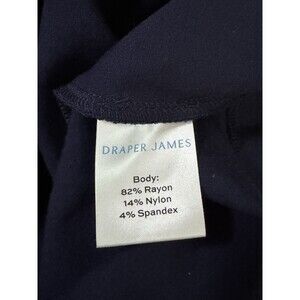 DRAPER JAMES
Body:
82% Rayon
14% Nylon
4% Spandex